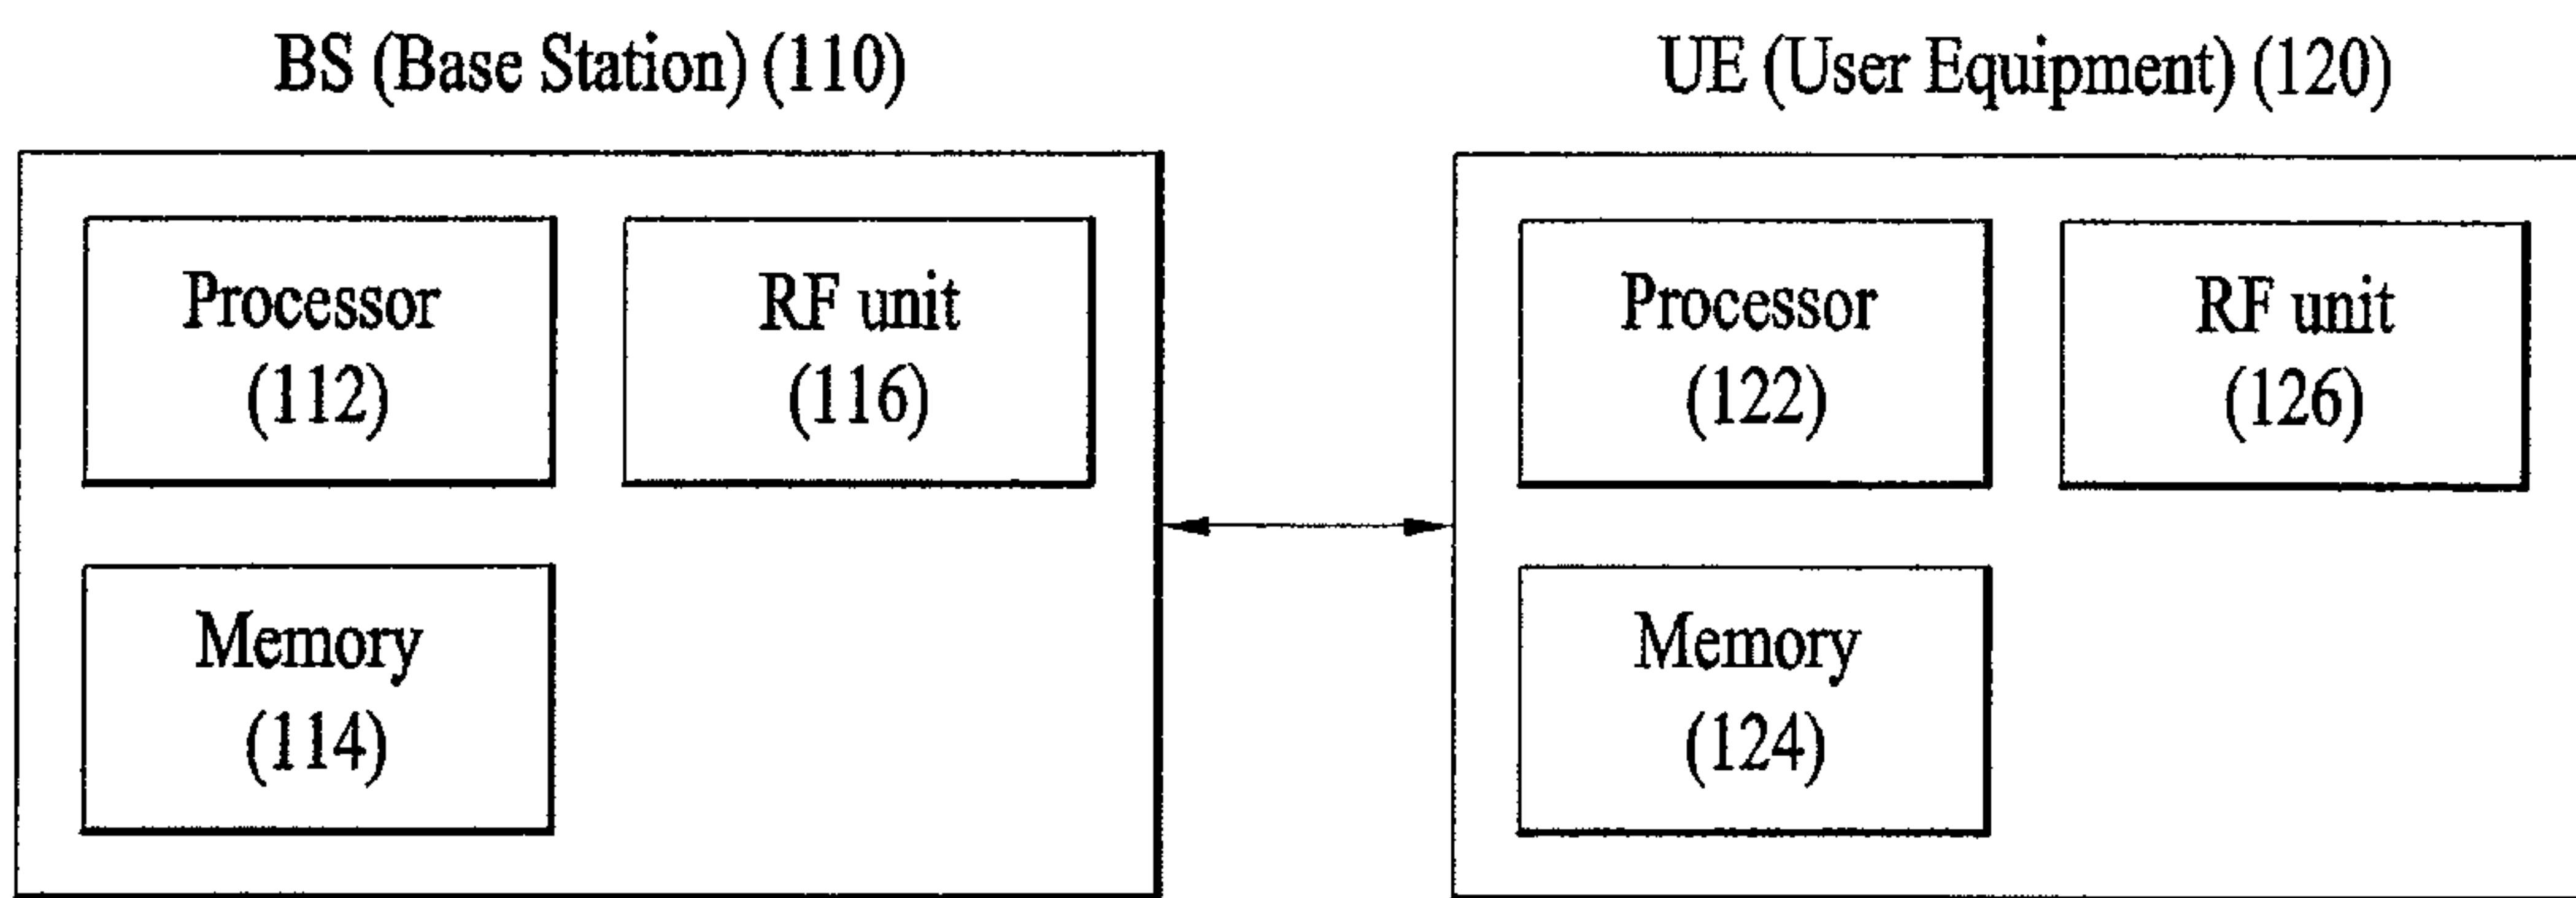 BS (Base Station) (110)
Processor
(112)
RF unit
(116)
Memory
(114)
UE (User Equipment) (120)
Processor
(122)
RF unit
(126)
Memory
(124)